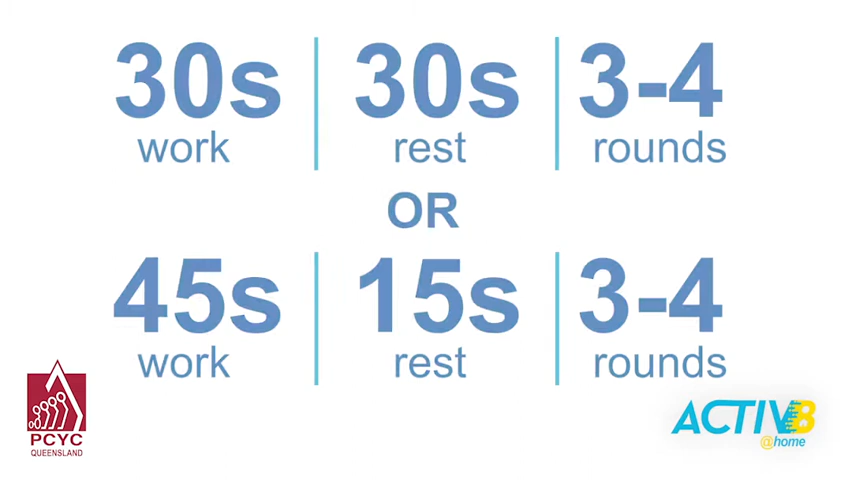 30s 30s 3-4
work rest rounds
OR
45s 15s 3-4
work rest rounds
PCYC
QUEENSLAND
ACTIV8
@home